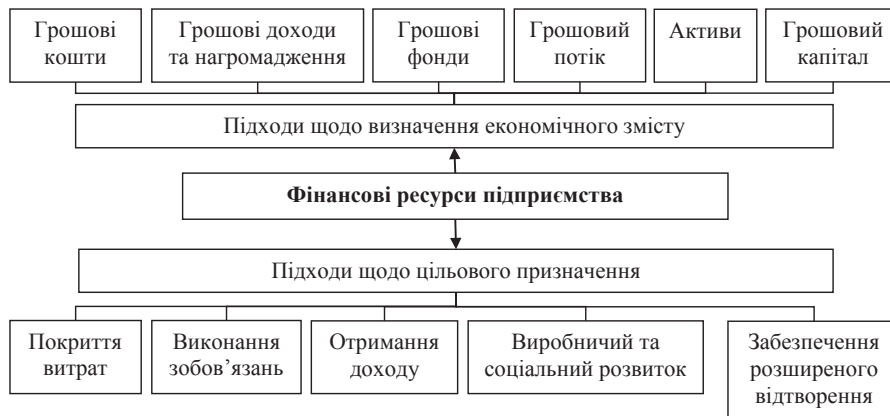 Грошові
кошти
Грошові доходи
та нагромадження
Грошові
фонди
Грошовий
потік
Активи
Грошовий
капітал
Підходи щодо визначення економічного змісту
Фінансові ресурси підприємства
Підходи щодо цільового призначення
Покриття
витрат
Виконання
зобов’язань
Отримання
доходу
Виробничий та
соціальний розвиток
Забезпечення
розширеного
відтворення